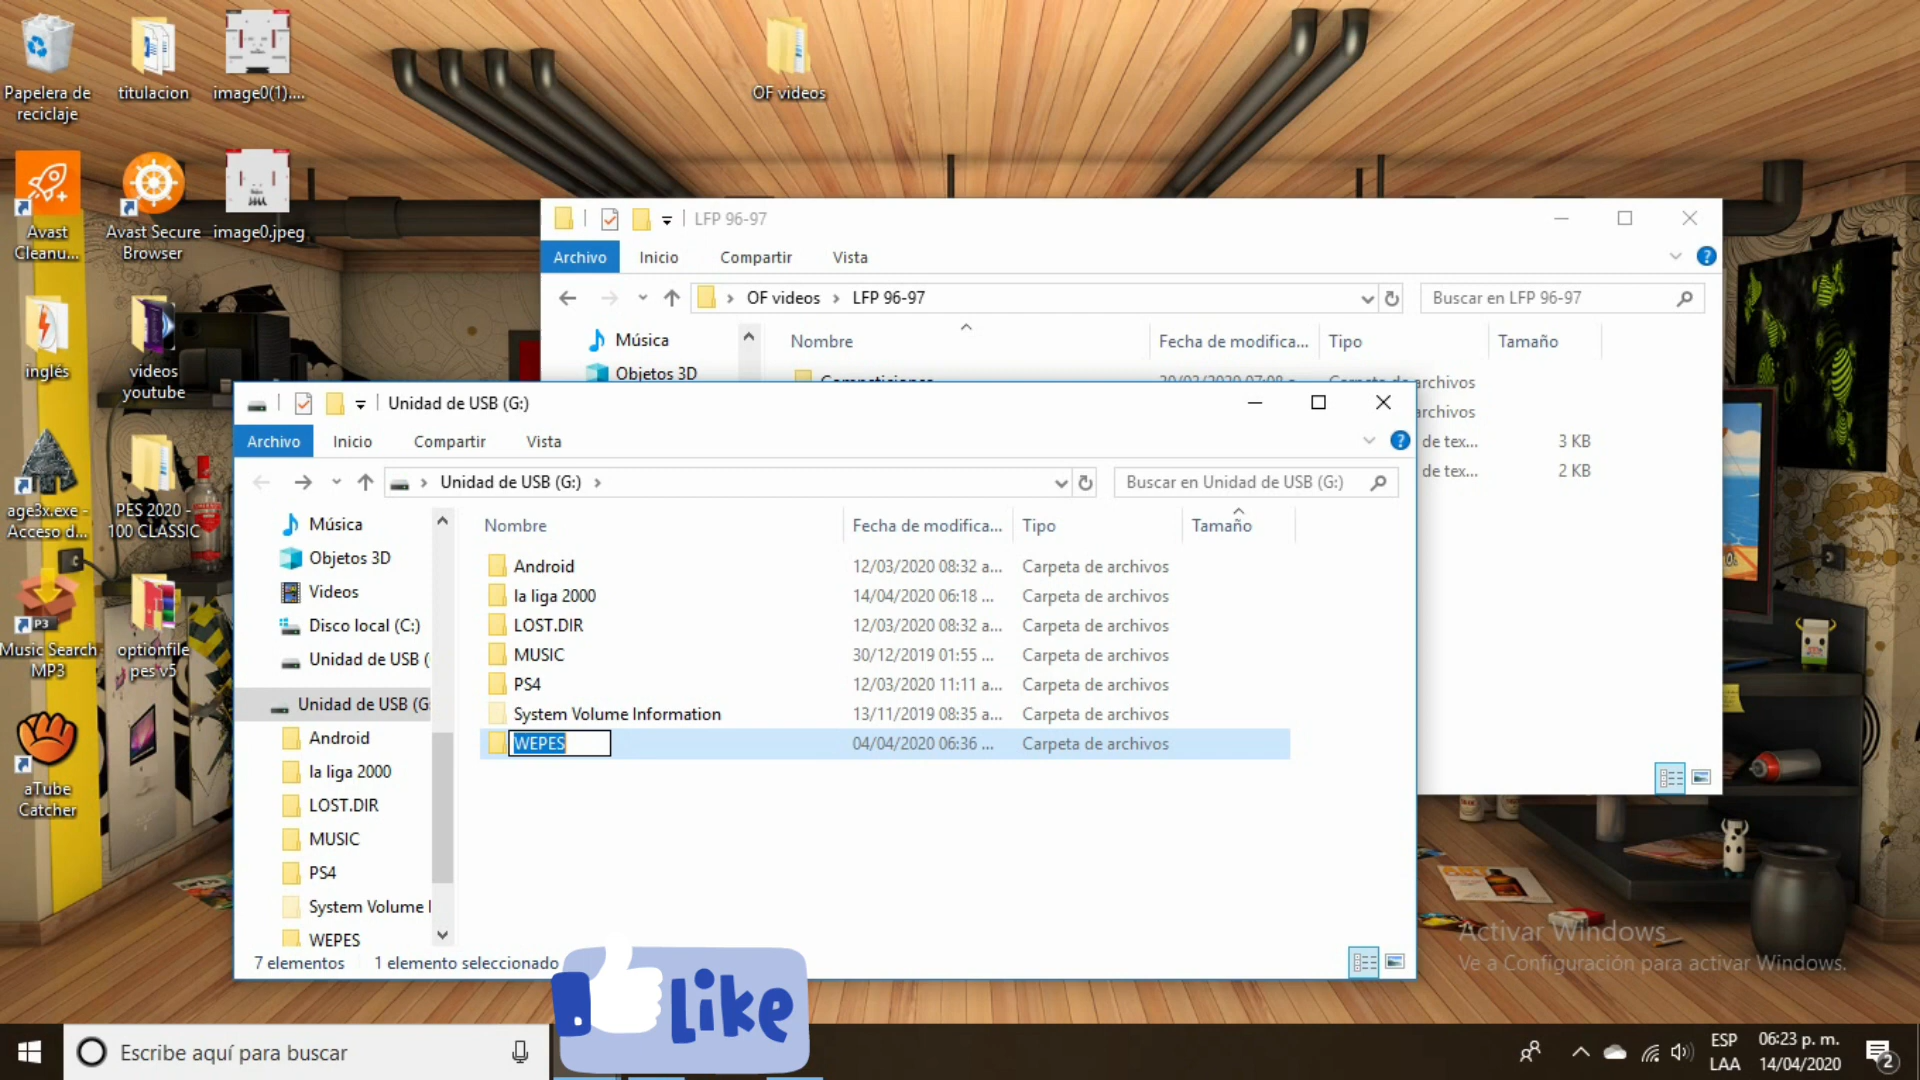 Papelera de
reciclaje
titulacion
image0(1)....
OF videos
Avast
Cleanu...
Avast Secure
Browser
image0.jpeg
inglés
videos
youtube
age3x.exe -
Acceso d...
PES 2020 -
100 CLASSIC
P3
Music Search
MP3
optionfile
pes v5
aTube
Catcher
LFP 96-97
Archivo Inicio Compartir Vista
OF videos > LFP 96-97
Buscar en LFP 96-97
Música
Objetos 3D
Nombre Fecha de modifica... Tipo Tamaño
archivos
archivos
de tex... 3 KB
de tex... 2 KB
Unidad de USB (G:)
Archivo Inicio Compartir Vista
Unidad de USB (G:) >
Buscar en Unidad de USB (G:)
Música
Objetos 3D
Videos
Disco local (C:)
Unidad de USB (
Unidad de USB (G
Android
la liga 2000
LOST.DIR
MUSIC
PS4
System Volume I
WEPES
Nombre Fecha de modifica... Tipo Tamaño
Android 12/03/2020 08:32 a... Carpeta de archivos
la liga 2000 14/04/2020 06:18 ... Carpeta de archivos
LOST.DIR 12/03/2020 08:32 a... Carpeta de archivos
MUSIC 30/12/2019 01:55 ... Carpeta de archivos
PS4 12/03/2020 11:11 a... Carpeta de archivos
System Volume Information 13/11/2019 08:35 a... Carpeta de archivos
WEPES 04/04/2020 06:36 ... Carpeta de archivos
7 elementos 1 elemento seleccionado
like
Activar Windows
Ve a Configuración para activar Windows.
Escribe aquí para buscar
ESP
LAA
06:23 p. m.
14/04/2020
2